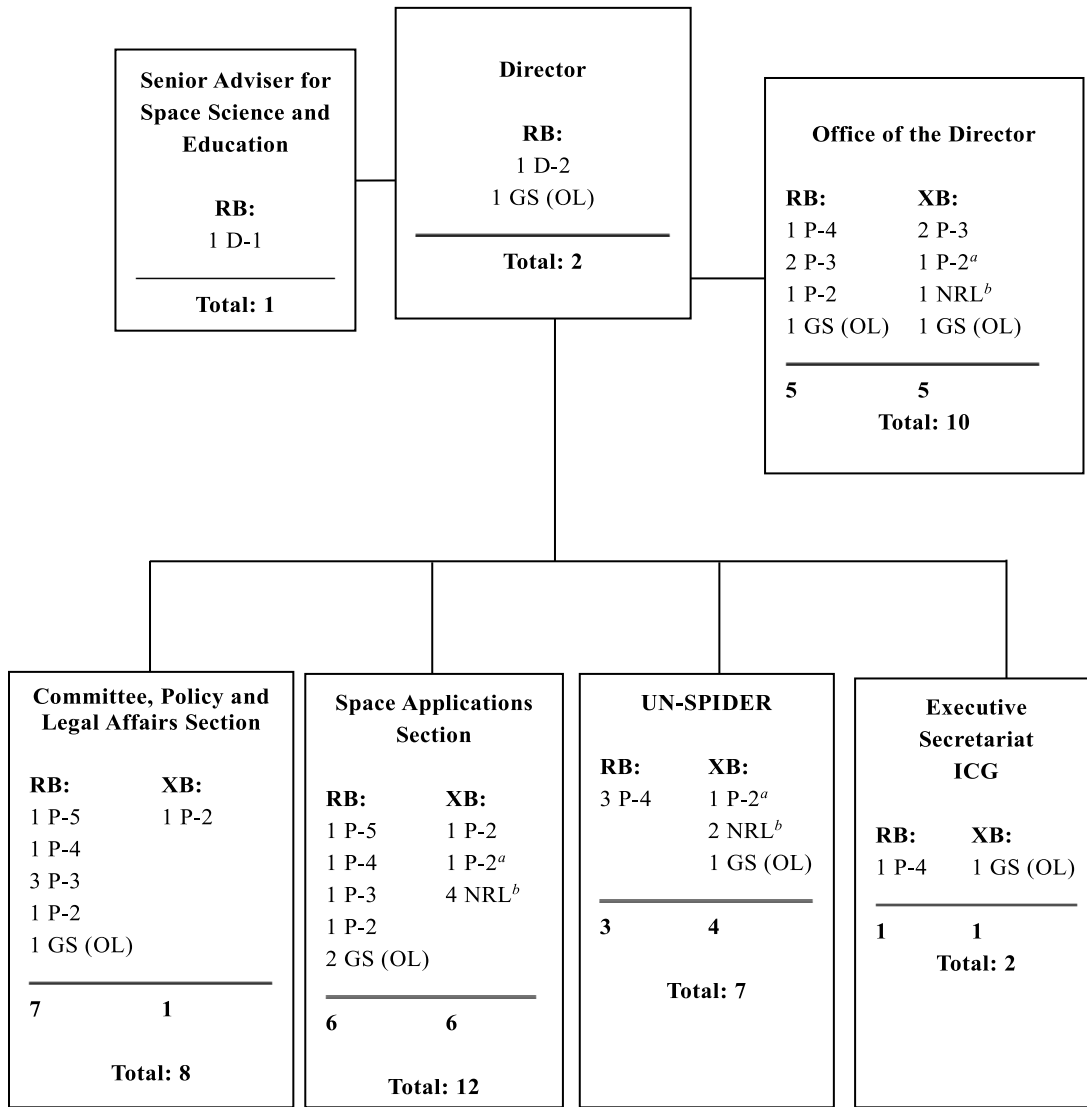 Senior Adviser for
Space Science and
Education
RB:
1 D-1
Total: 1
Director
RB:
1 D-2
1 GS (OL)
Total: 2
Office of the Director
RB: XB:
1 P-4 2 P-3
2 P-3 1 P-2ᵃ
1 P-2 1 NRLᵇ
1 GS (OL) 1 GS (OL)
5 5
Total: 10
Committee, Policy and
Legal Affairs Section
RB: XB:
1 P-5 1 P-2
1 P-4
3 P-3
1 P-2
1 GS (OL)
7 1
Total: 8
Space Applications
Section
RB: XB:
1 P-5 1 P-2
1 P-4 1 P-2ᵃ
1 P-3 4 NRLᵇ
1 P-2
2 GS (OL)
6 6
Total: 12
UN-SPIDER
RB: XB:
3 P-4 1 P-2ᵃ
2 NRLᵇ
1 GS (OL)
3 4
Total: 7
Executive
Secretariat
ICG
RB: XB:
1 P-4 1 GS (OL)
1 1
Total: 2